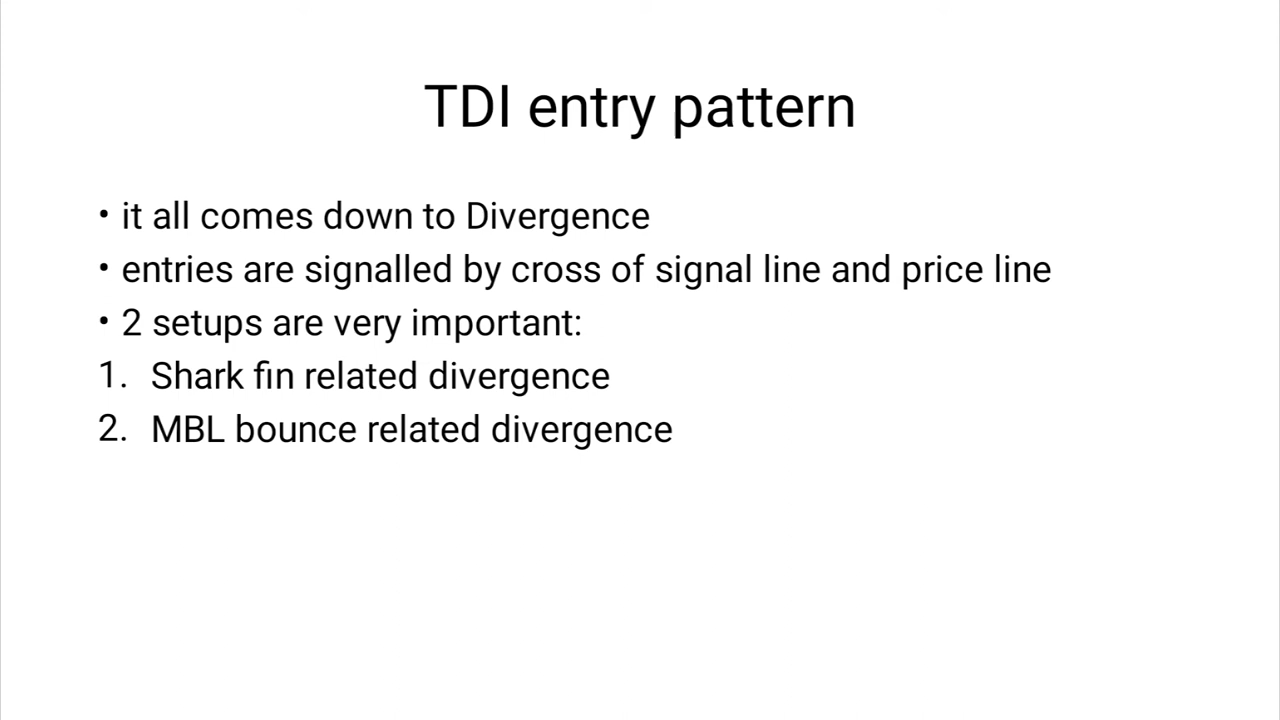 TDI entry pattern
• it all comes down to Divergence
• entries are signalled by cross of signal line and price line
• 2 setups are very important:
1. Shark fin related divergence
2. MBL bounce related divergence